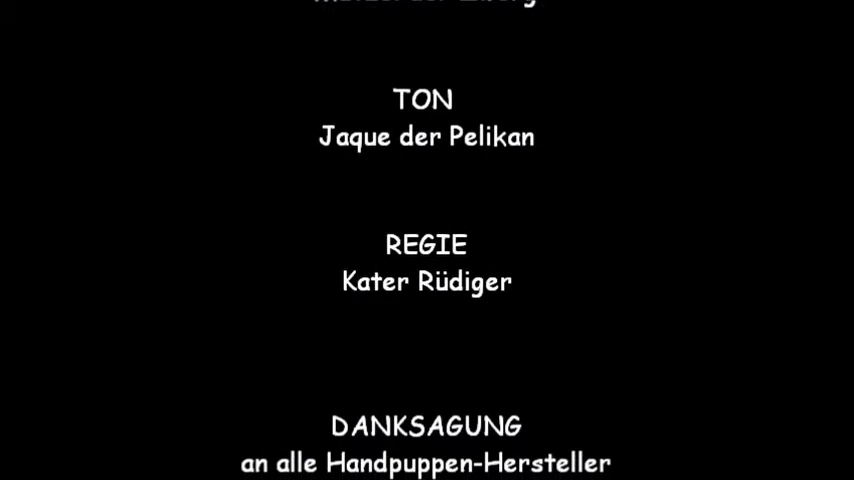 TON
Jaque der Pelikan
REGIE
Kater Rüdiger
DANKSAGUNG
an alle Handpuppen-Hersteller